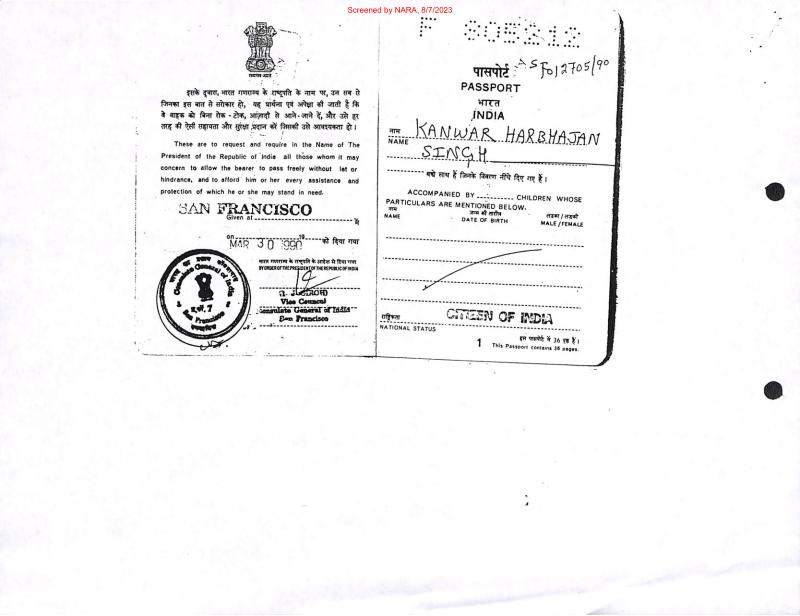 Screened by NARA, 8/7/2023
सत्यमेव जयते
इसके द्वारा, भारत गणराज्य के राष्ट्रपति के नाम पर, उन सब से
जिनका इस बात से सरोकार हो, यह प्रार्थना एवं अपेक्षा की जाती है कि
वे वाहक को बिना रोक - टोक, आज़ादी से आने-जाने दें, और उसे हर
तरह की ऐसी सहायता और सुरक्षा प्रदान करें जिसकी उसे आवश्यकता हो।
These are to request and require in the Name of The
President of the Republic of India all those whom it may
concern to allow the bearer to pass freely without let or
hindrance, and to afford him or her every assistance and
protection of which he or she may stand in need.
SAN FRANCISCO
Given at में
on 19 को दिया गया
MAR 30 1990
भारत गणराज्य के राष्ट्रपति के आदेश से दिया गया
BY ORDER OF THE PRESIDENT OF THE REPUBLIC OF INDIA
Vice Consul
Consulate General of India
San Francisco
Consulate General of India
San Francisco
F 805212
पासपोर्ट
PASSPORT
भारत
INDIA
नाम
NAME
KANWAR HARBHAJAN
SINGH
बच्चे साथ हैं जिनके विवरण नीचे दिए गए हैं।
ACCOMPANIED BY CHILDREN WHOSE
PARTICULARS ARE MENTIONED BELOW.
नाम जन्म की तारीख लड़का / लड़की
NAME DATE OF BIRTH MALE / FEMALE
CITIZEN OF INDIA
राष्ट्रिकता
NATIONAL STATUS
इस पासपोर्ट में 36 पृष्ठ हैं।
1 This Passport contains 36 pages.